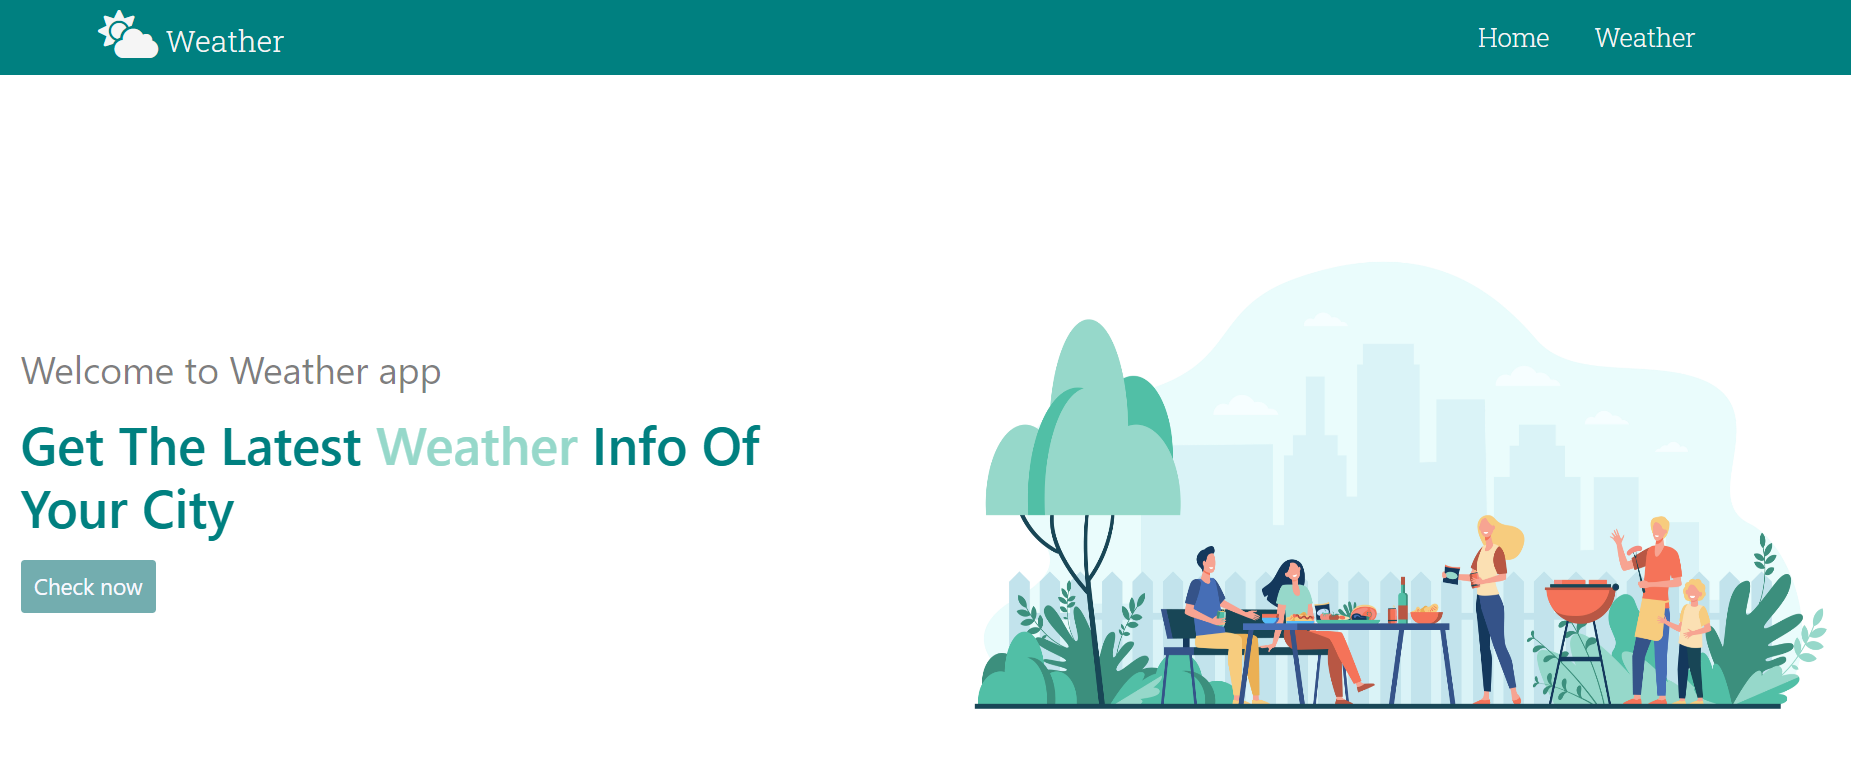 Weather
Home Weather
Welcome to Weather app
Get The Latest Weather Info Of
Your City
Check now